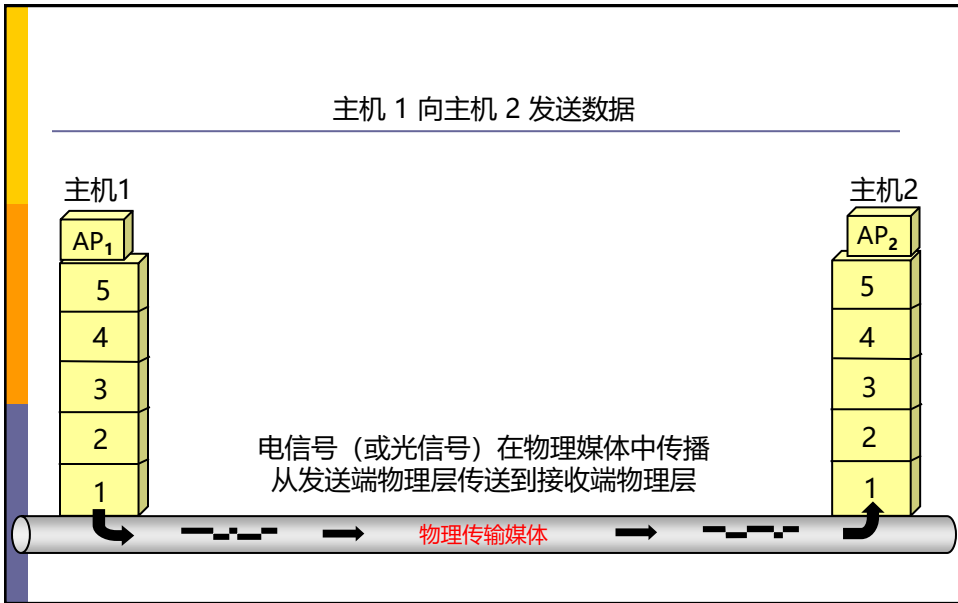 主机 1 向主机 2 发送数据
主机1
主机2
AP1
AP2
5
5
4
4
3
3
2
2
电信号（或光信号）在物理媒体中传播
从发送端物理层传送到接收端物理层
1
1
物理传输媒体